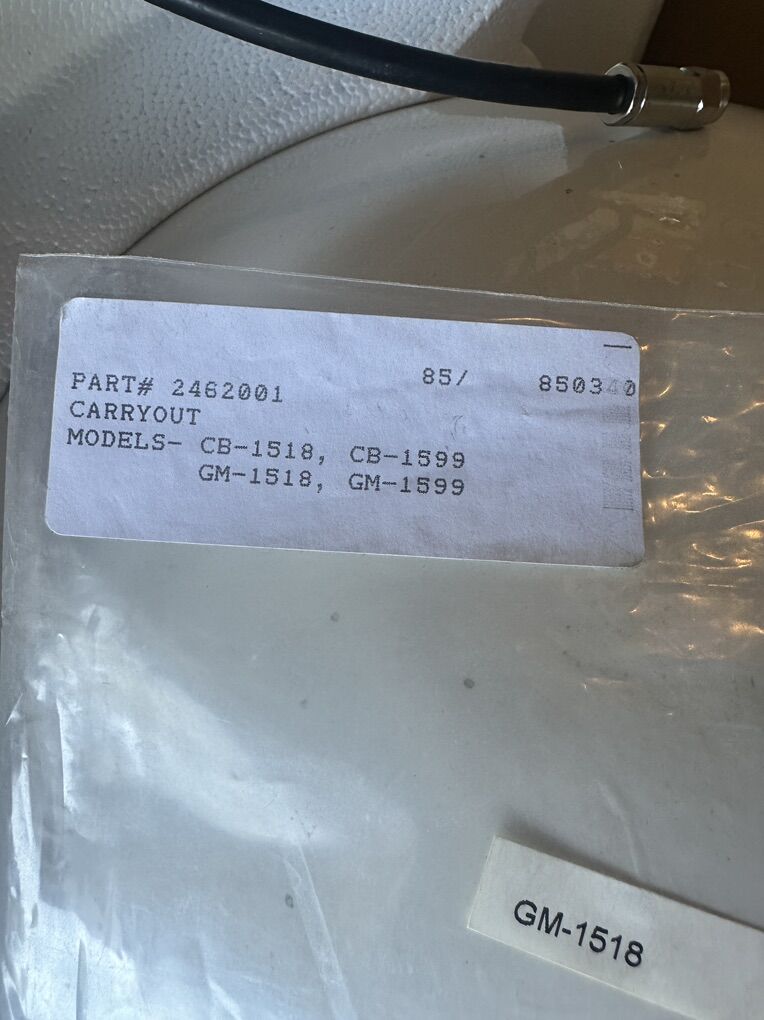 PART# 2462001 85/ 850340
CARRYOUT
MODELS- CB-1518, CB-1599
GM-1518, GM-1599
GM-1518